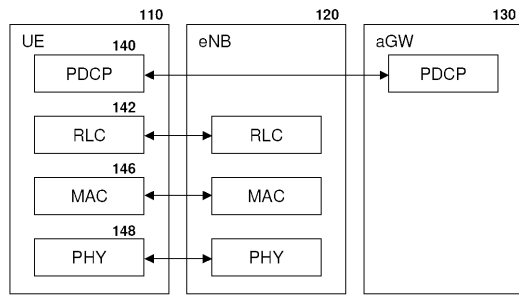 110 120 130
UE eNB aGW
140
PDCP PDCP
142
RLC RLC
146
MAC MAC
148
PHY PHY